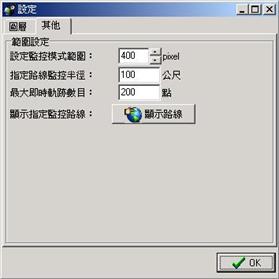 設定
圖層 其他
範圍設定
設定監控模式範圍： 400 pixel
指定路線監控半徑： 100 公尺
最大即時軌跡數目： 200 點
顯示指定監控路線： 顯示路線
OK